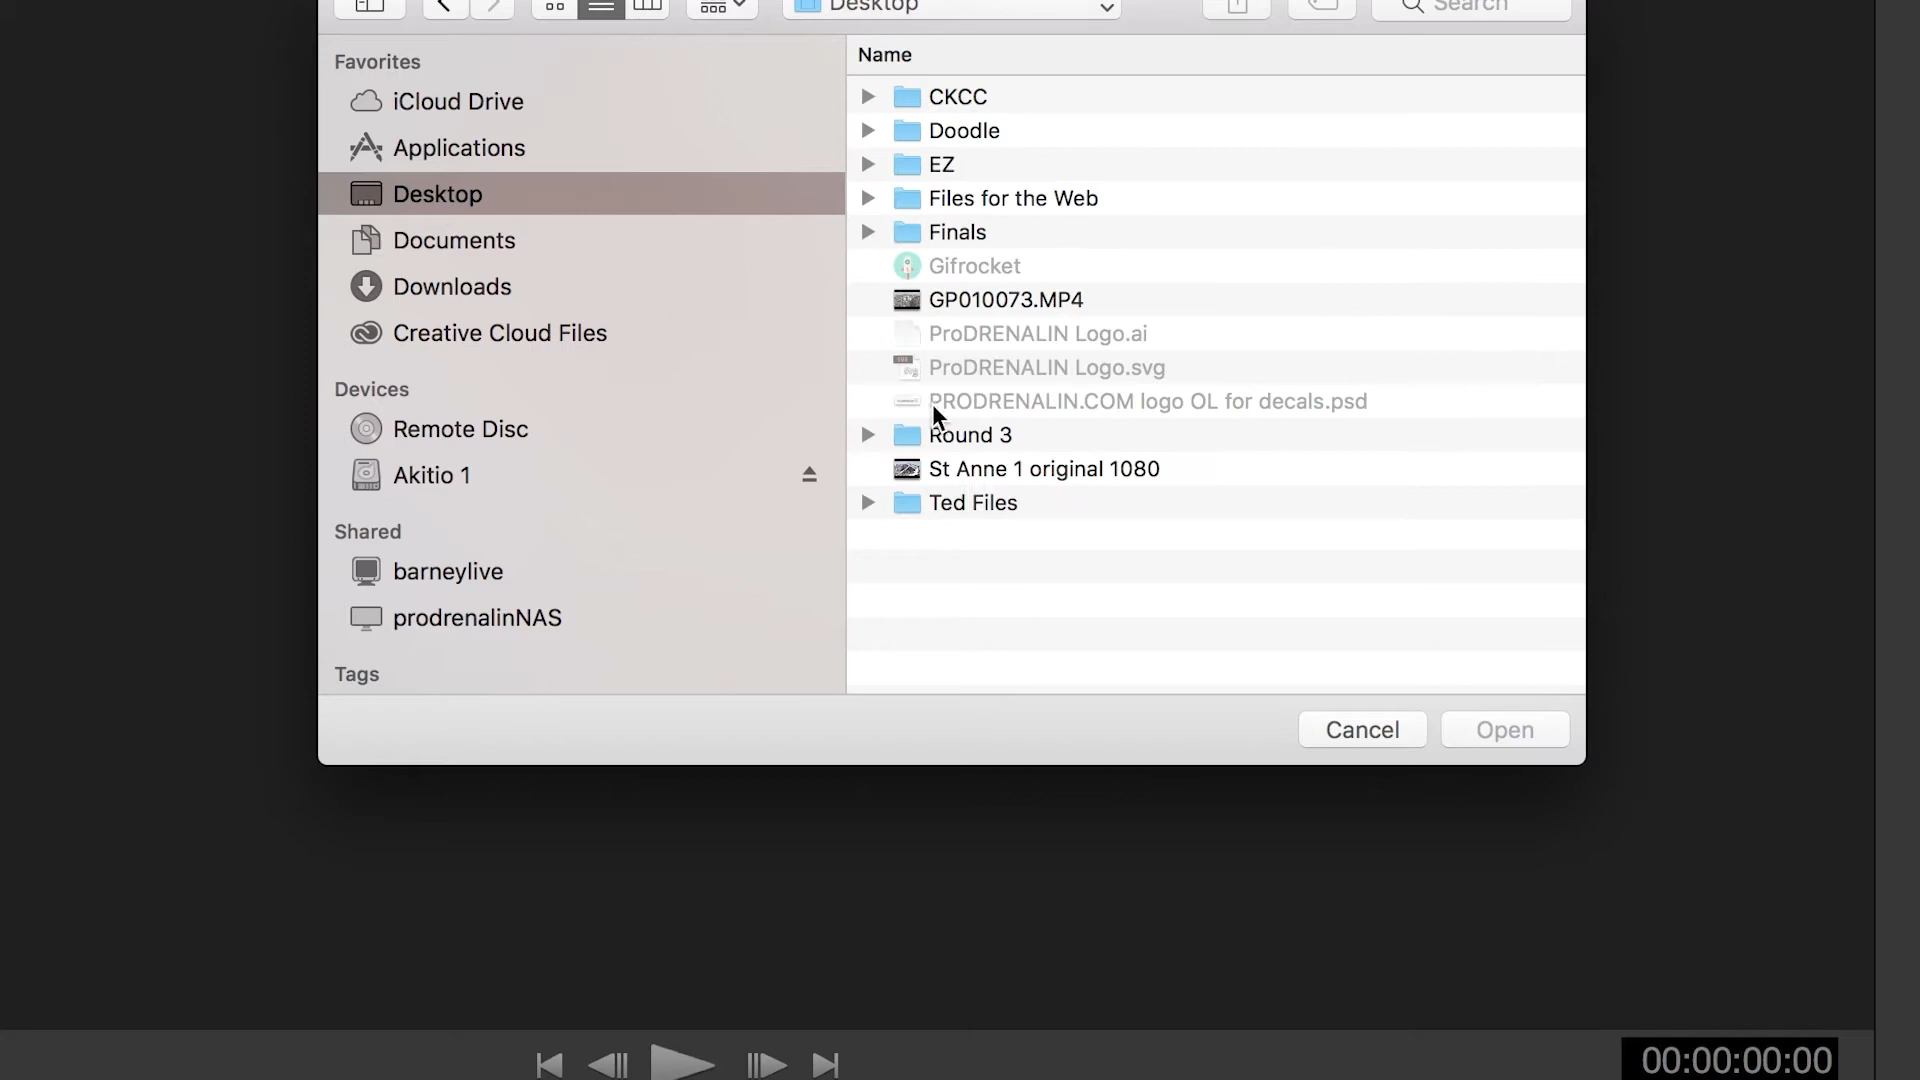 Desktop
Search
Favorites
iCloud Drive
Applications
Desktop
Documents
Downloads
Creative Cloud Files
Devices
Remote Disc
Akitio 1
Shared
barneylive
prodrenalinNAS
Tags
Name
CKCC
Doodle
EZ
Files for the Web
Finals
Gifrocket
GP010073.MP4
ProDRENALIN Logo.ai
ProDRENALIN Logo.svg
PRODRENALIN.COM logo OL for decals.psd
Round 3
St Anne 1 original 1080
Ted Files
Cancel
Open
00:00:00:00